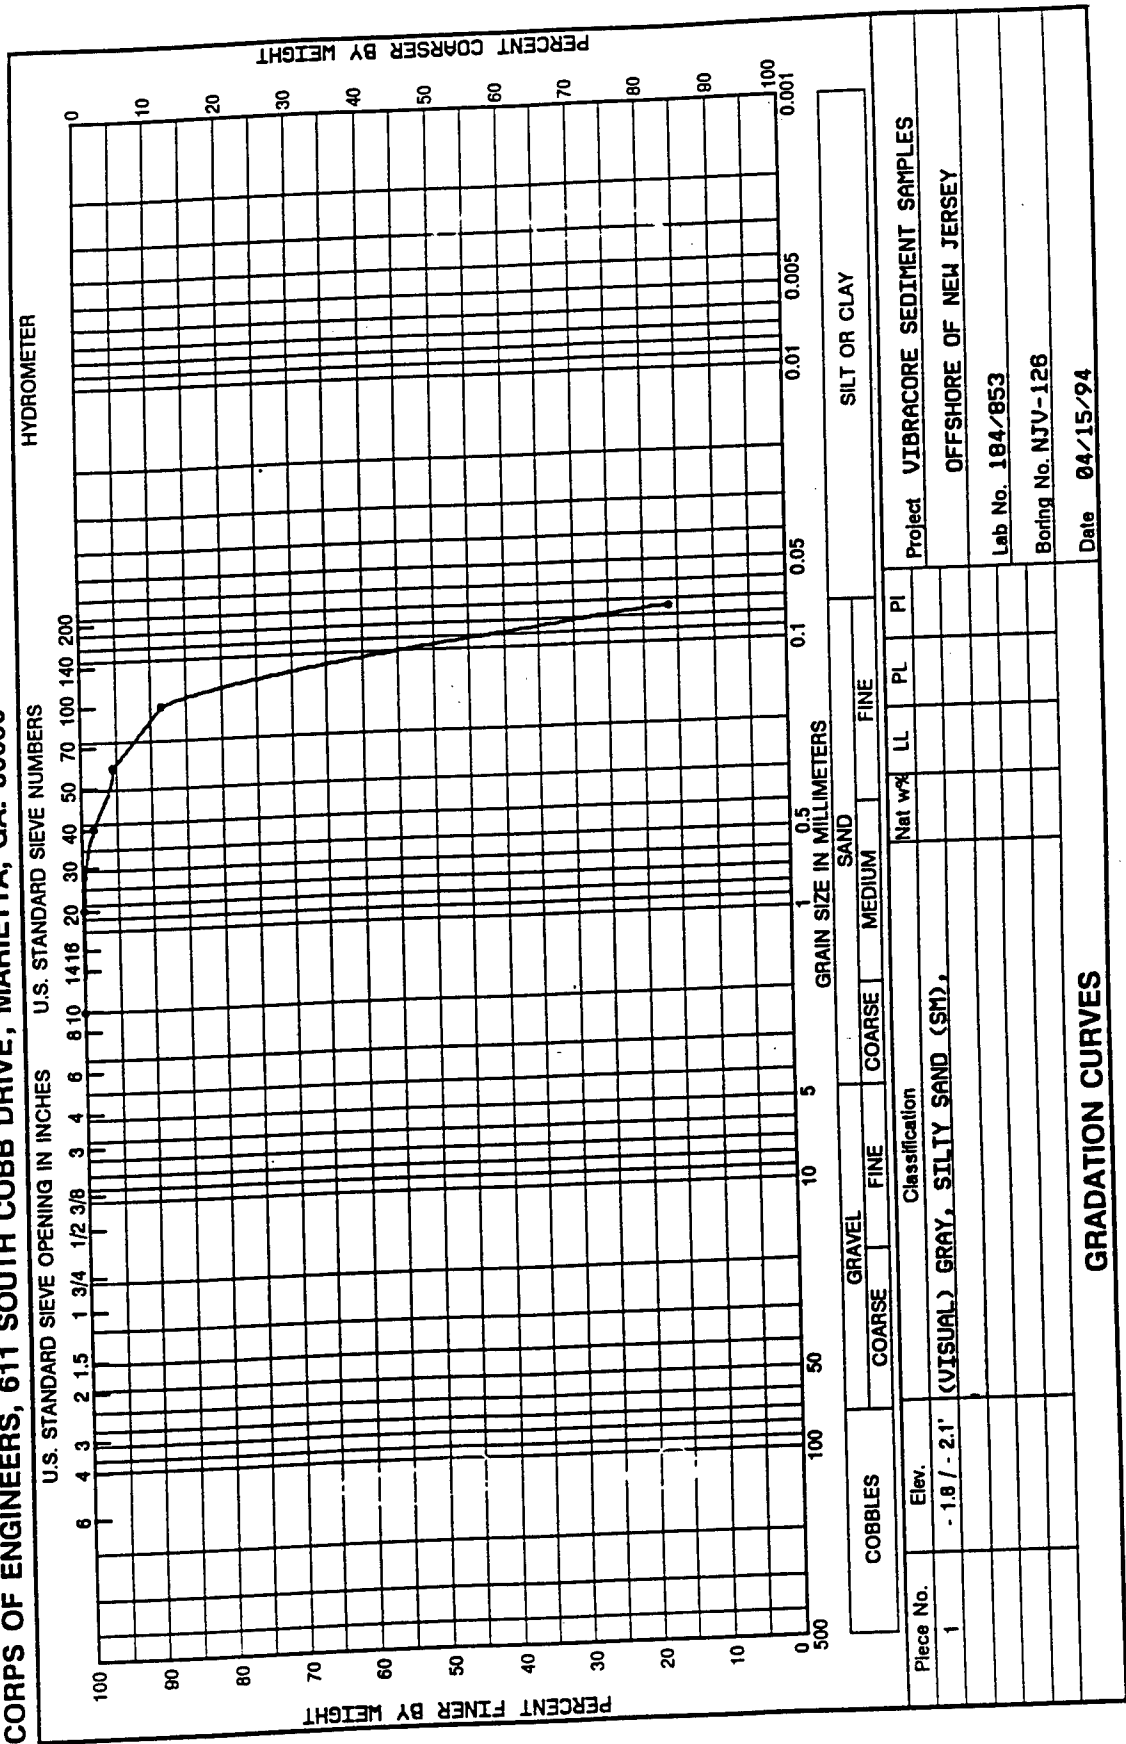 CORPS OF ENGINEERS, 611 SOUTH COBB DRIVE, MARIETTA, GA.
U.S. STANDARD SIEVE OPENING IN INCHES
U.S. STANDARD SIEVE NUMBERS
HYDROMETER
6 4 3 2 1.5 1 3/4 1/2 3/8 3 4 6 8 10 14 16 20 30 40 50 70 100 140 200
PERCENT FINER BY WEIGHT
100
90
80
70
60
50
40
30
20
10
0
PERCENT COARSER BY WEIGHT
0
10
20
30
40
50
60
70
80
90
100
500 100 50 10 5 1 0.5 0.1 0.05 0.01 0.005 0.001
GRAIN SIZE IN MILLIMETERS
COBBLES
GRAVEL
COARSE
FINE
SAND
COARSE
MEDIUM
FINE
SILT OR CLAY
Piece No. Elev. Classification Nat w% LL PL PI
1 - 1.8 / - 2.1' (VISUAL) GRAY, SILTY SAND (SM),
Project VIBRACORE SEDIMENT SAMPLES
OFFSHORE OF NEW JERSEY
Lab No. 184/853
Boring No. NJV-126
Date 04/15/94
GRADATION CURVES